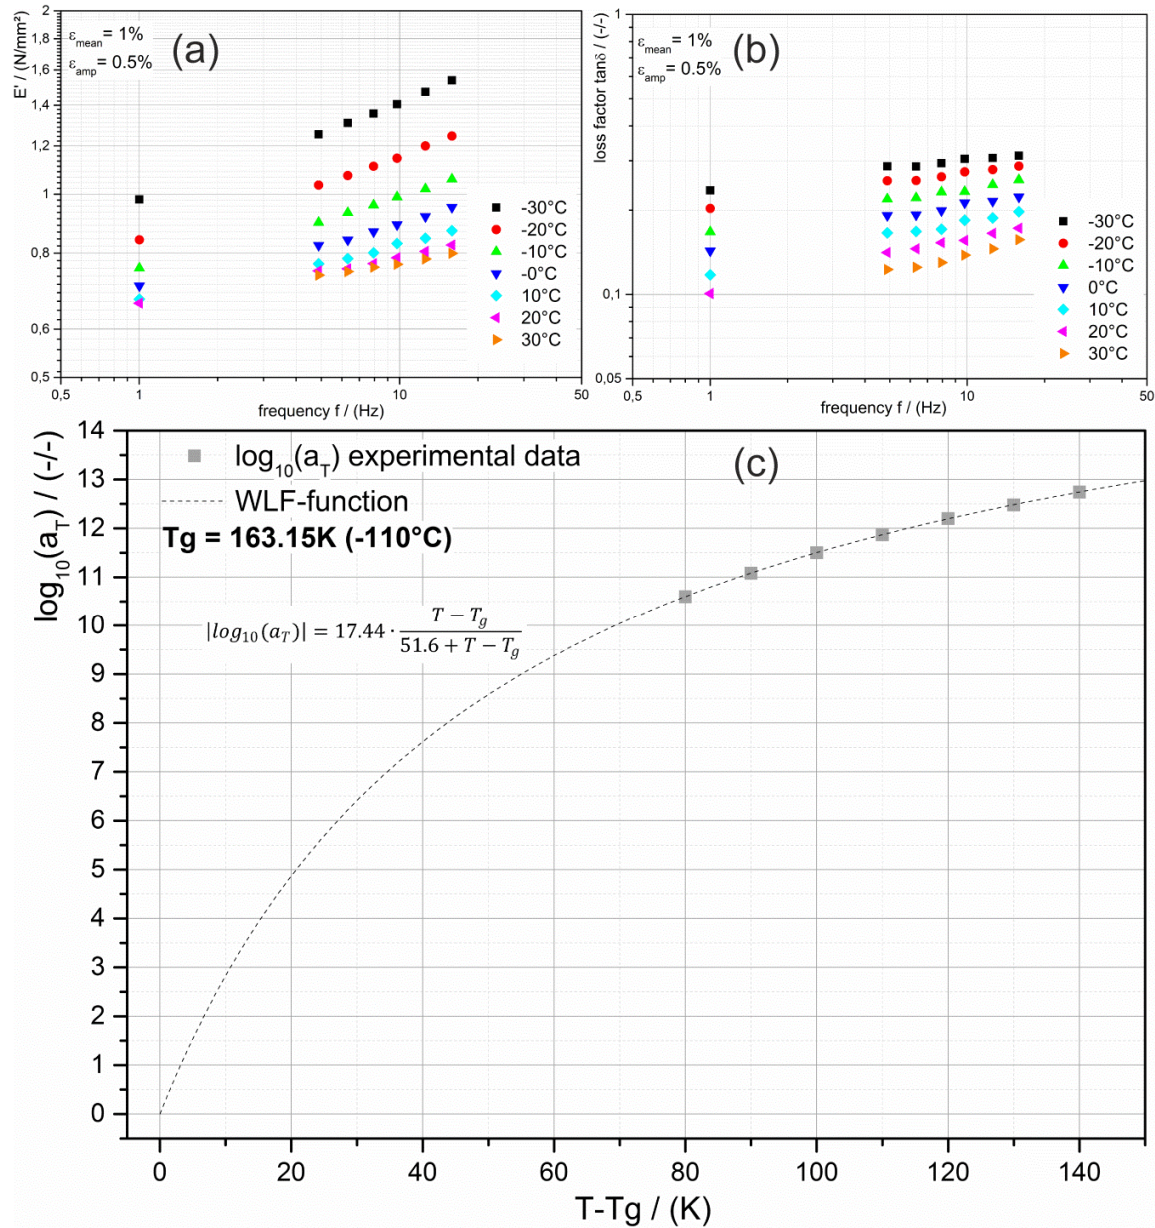 E' / (N/mm²)
2
1,8
1,6
1,4
1,2
1
0,8
0,6
0,5
ε_mean = 1%
ε_amp = 0.5%
(a)
-30°C
-20°C
-10°C
-0°C
10°C
20°C
30°C
0,5 1 10 50
frequency f / (Hz)
loss factor tanδ / (-/-)
1
0,1
0,05
ε_mean = 1%
ε_amp = 0.5%
(b)
-30°C
-20°C
-10°C
0°C
10°C
20°C
30°C
0,5 1 10 50
frequency f / (Hz)
log₁₀(a_T) / (-/-)
14
13
12
11
10
9
8
7
6
5
4
3
2
1
0
log₁₀(a_T) experimental data
WLF-function
Tg = 163.15K (-110°C)
(c)
|log₁₀(a_T)| = 17.44 · (T − T_g) / (51.6 + T − T_g)
0 20 40 60 80 100 120 140
T-Tg / (K)